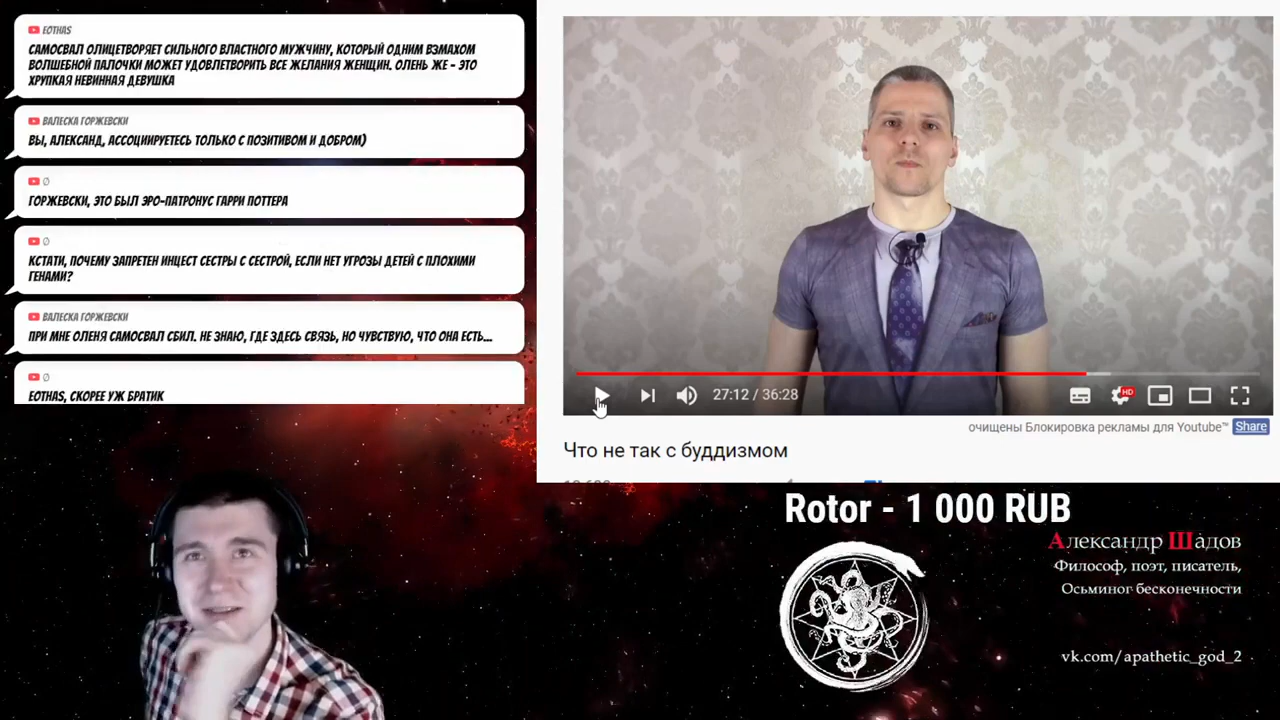 EOTHAS
САМОСВАЛ ОЛИЦЕТВОРЯЕТ СИЛЬНОГО ВЛАСТНОГО МУЖЧИНУ, КОТОРЫЙ ОДНИМ ВЗМАХОМ
ВОЛШЕБНОЙ ПАЛОЧКИ МОЖЕТ УДОВЛЕТВОРИТЬ ВСЕ ЖЕЛАНИЯ ЖЕНЩИН. ОЛЕНЬ ЖЕ - ЭТО
ХРУПКАЯ НЕВИННАЯ ДЕВУШКА
ВАЛЕСКА ГОРЖЕВСКИ
ВЫ, АЛЕКСАНД, АССОЦИИРУЕТЕСЬ ТОЛЬКО С ПОЗИТИВОМ И ДОБРОМ)
Ø
ГОРЖЕВСКИ, ЭТО БЫЛ ЭРО-ПАТРОНУС ГАРРИ ПОТТЕРА
Ø
КСТАТИ, ПОЧЕМУ ЗАПРЕТЕН ИНЦЕСТ СЕСТРЫ С СЕСТРОЙ, ЕСЛИ НЕТ УГРОЗЫ ДЕТЕЙ С ПЛОХИМИ
ГЕНАМИ?
ВАЛЕСКА ГОРЖЕВСКИ
ПРИ МНЕ ОЛЕНЯ САМОСВАЛ СБИЛ. НЕ ЗНАЮ, ГДЕ ЗДЕСЬ СВЯЗЬ, НО ЧУВСТВУЮ, ЧТО ОНА ЕСТЬ...
Ø
EOTHAS, СКОРЕЕ УЖ БРАТИК
27:12 / 36:28
HD
очищены Блокировка рекламы для Youtube™ Share
Что не так с буддизмом
Rotor - 1 000 RUB
Александр Шадов
Философ, поэт, писатель,
Осьминог бесконечности
vk.com/apathetic_god_2